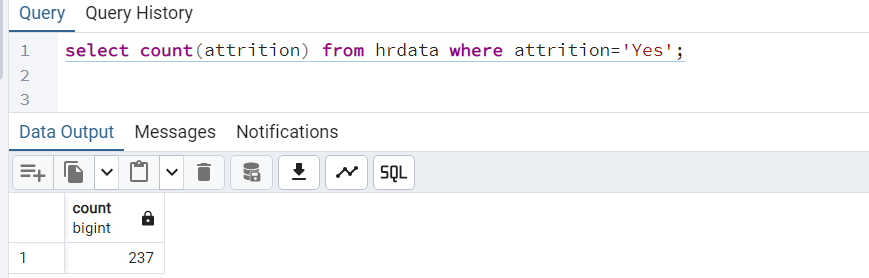 Query Query History
1 select count(attrition) from hrdata where attrition='Yes';
2
3
Data Output Messages Notifications
SQL
count
bigint
1 237